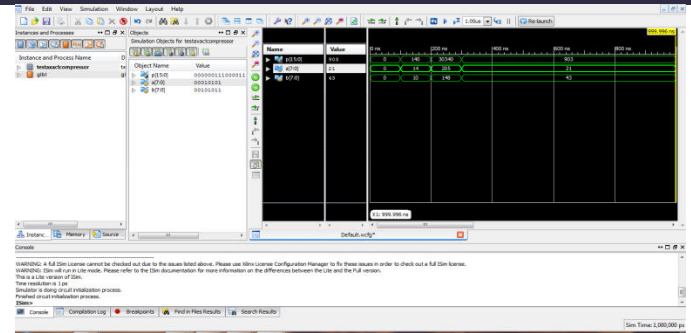 File Edit View Simulation Window Layout Help
1.00us Re-launch
Instances and Processes
Instance and Process Name
testexactcompressor
glbl
Objects
Simulation Objects for testexactcompressor
Object Name Value
p[15:0] 0000001110000111
a[7:0] 00010101
b[7:0] 00101011
Name Value
p[15:0] 903
a[7:0] 21
b[7:0] 43
999.996 ns
0 ns 200 ns 400 ns 600 ns 800 ns
0 140 30340 903
0 14 205 21
0 10 148 43
X1: 999.996 ns
Instanc... Memory Source...
Default.wcfg*
Console
WARNING: A full ISim License cannot be checked out due to the issues listed above. Please use Xilinx License Configuration Manager to fix these issues in order to check out a full ISim license.
WARNING: ISim will run in Lite mode. Please refer to the ISim documentation for more information on the differences between the Lite and the Full version.
This is a Lite version of ISim.
Time resolution is 1 ps
Simulator is doing circuit initialization process.
Finished circuit initialization process.
ISim>
Console Compilation Log Breakpoints Find in Files Results Search Results
Sim Time: 1,000,000 ps